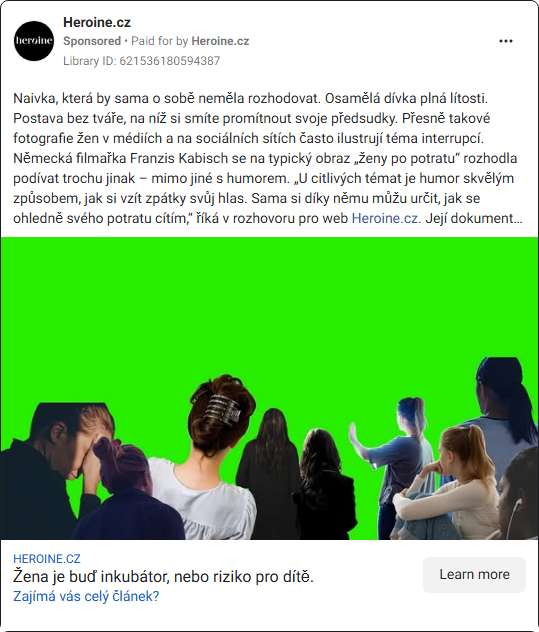 heroine
Heroine.cz
Sponsored • Paid for by Heroine.cz
Library ID: 621536180594387
Naivka, která by sama o sobě neměla rozhodovat. Osamělá dívka plná lítosti.
Postava bez tváře, na níž si smíte promítnout svoje předsudky. Přesně takové
fotografie žen v médiích a na sociálních sítích často ilustrují téma interrupcí.
Německá filmařka Franzis Kabisch se na typický obraz „ženy po potratu“ rozhodla
podívat trochu jinak – mimo jiné s humorem. „U citlivých témat je humor skvělým
způsobem, jak si vzít zpátky svůj hlas. Sama si díky němu můžu určit, jak se
ohledně svého potratu cítím,“ říká v rozhovoru pro web Heroine.cz. Její dokument...
HEROINE.CZ
Žena je buď inkubátor, nebo riziko pro dítě.
Zajímá vás celý článek?
Learn more